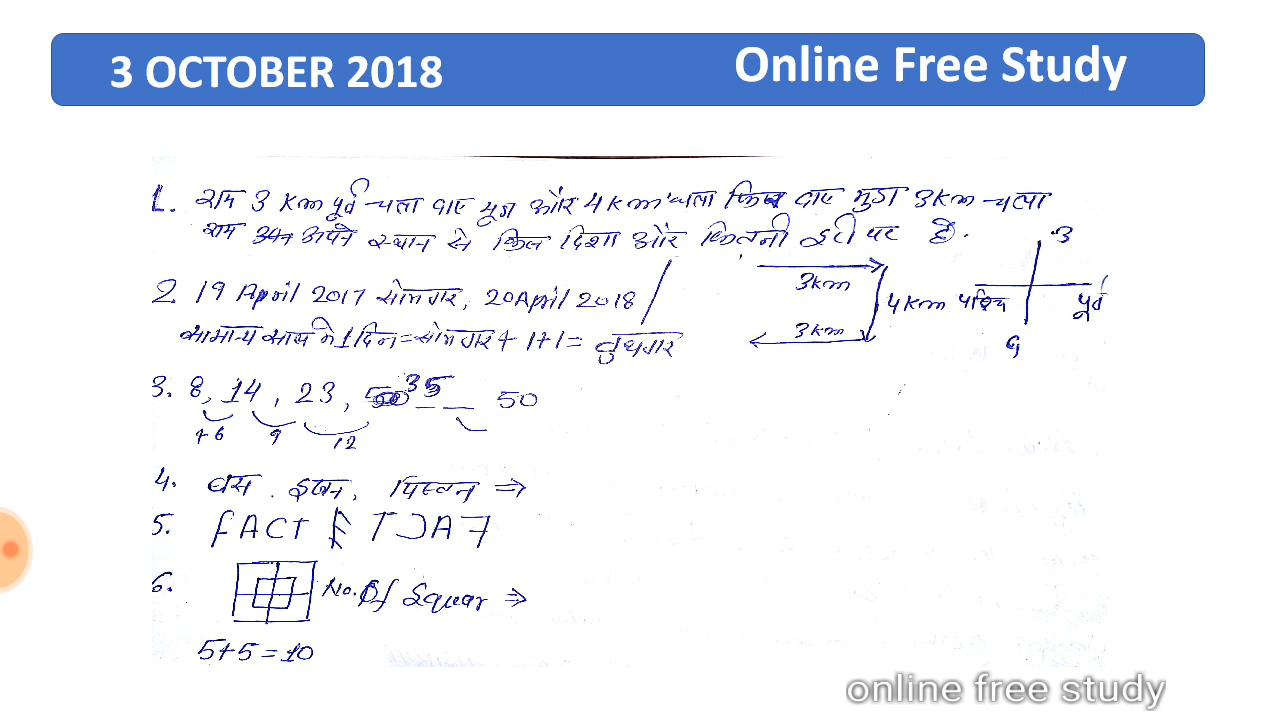 3 OCTOBER 2018
Online Free Study
1. राम 3 Km पूर्व चला दाए मुड़ा और 4 km चला फिर दाए मुड़ा 3 km चला
राम अब अपने स्थान से किस दिशा और कितनी दूरी पर है.
उ
3km
4 km
पश्चिम
पूर्व
3km
द
2 19 April 2017 सोमवार, 20 April 2018
सामान्य साल मे 1 दिन = सोमवार + 1+1 = बुधवार
3. 8, 14, 23, 35 50
+6 9 12
4. बस. इंजन, पिस्टन ⇒
5. FACT
6. No. Of Squar ⇒
5+5=10
online free study